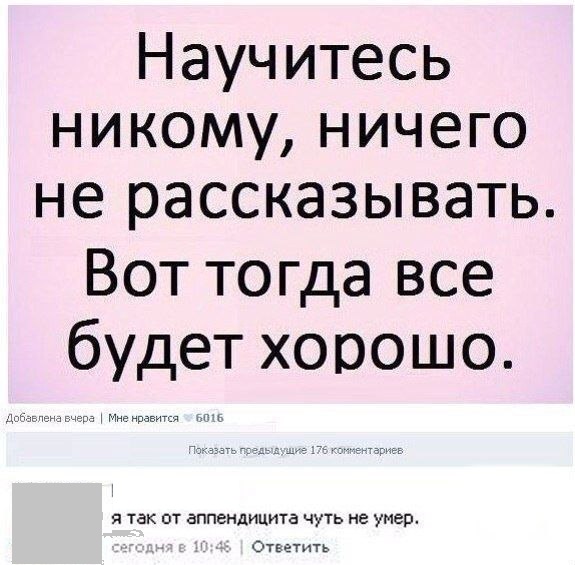 Научитесь
никому, ничего
не рассказывать.
Вот тогда все
будет хорошо.
Добавлена вчера | Мне нравится 6016
Показать предыдущие 176 комментариев
я так от аппендицита чуть не умер.
сегодня в 10:46 | Ответить